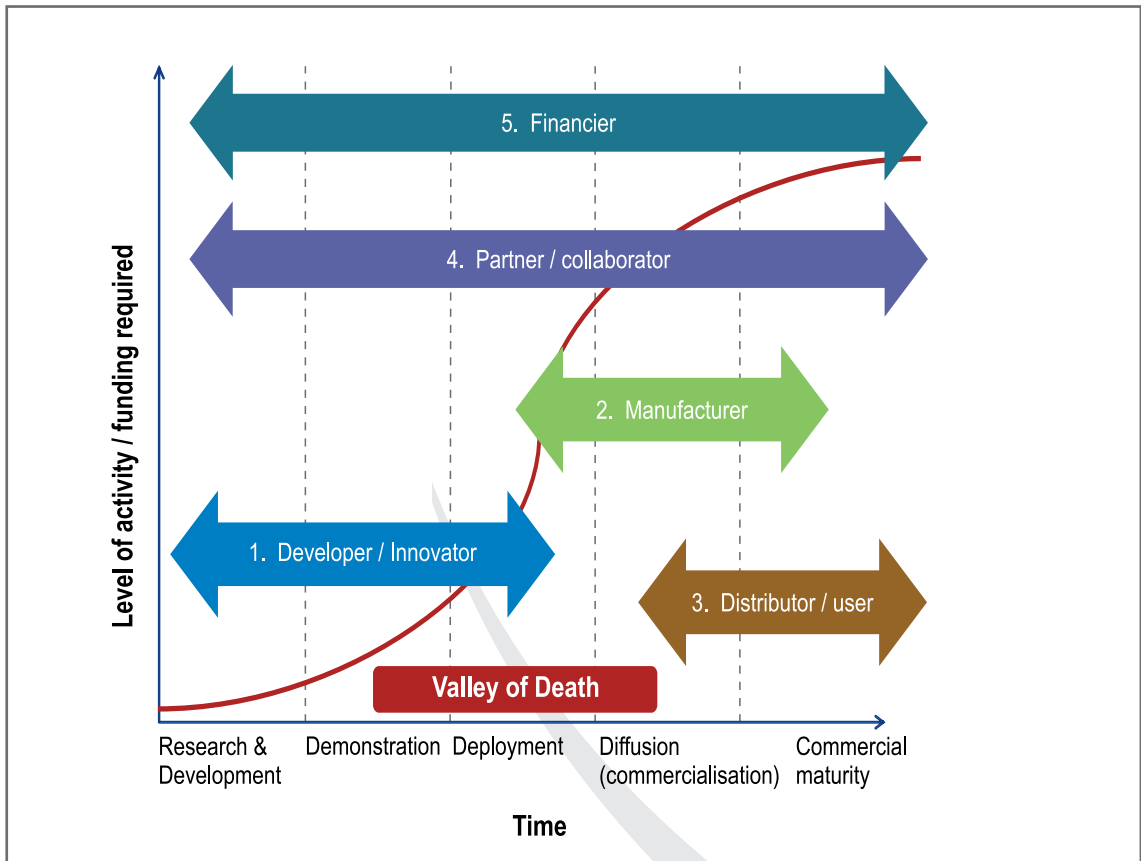 5. Financier
4. Partner / collaborator
2. Manufacturer
1. Developer / Innovator
3. Distributor / user
Valley of Death
Level of activity / funding required
Research &
Development
Demonstration
Deployment
Diffusion
(commercialisation)
Commercial
maturity
Time